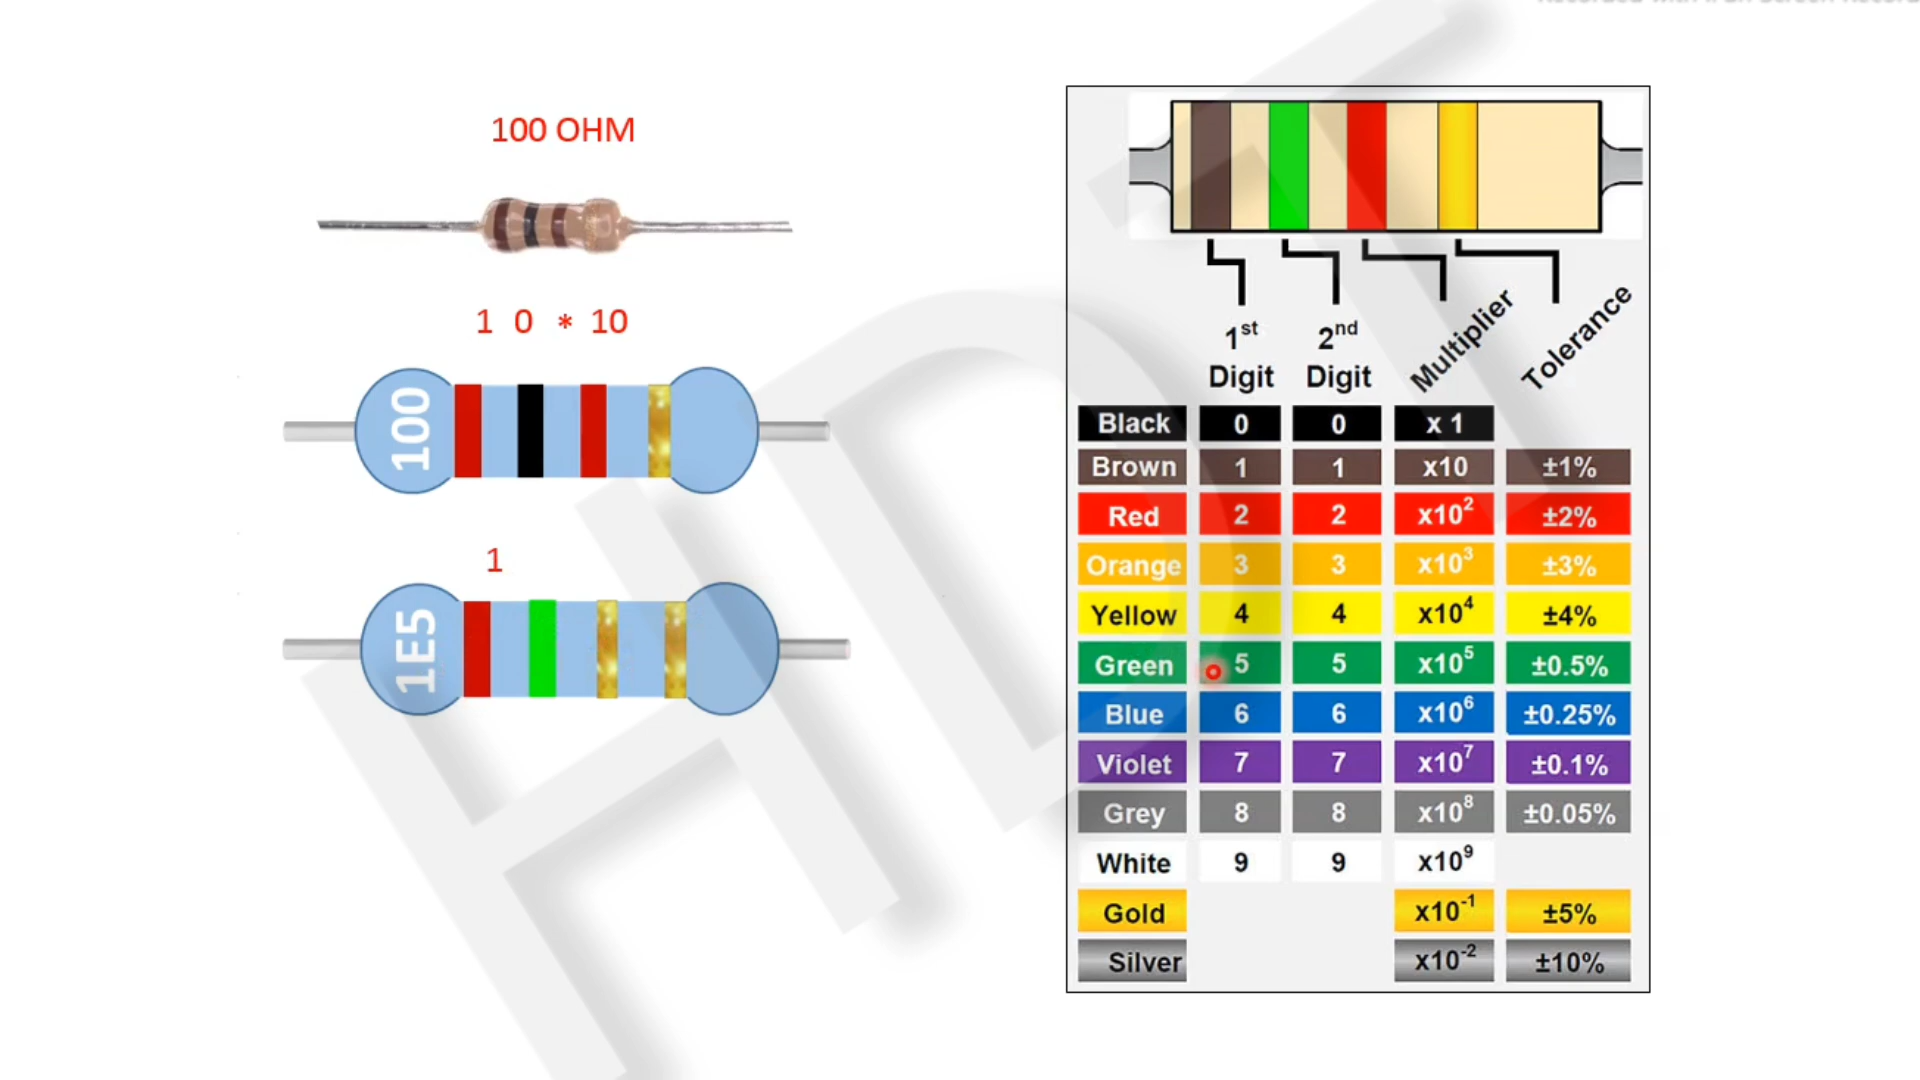 100 OHM
1 0 * 10
100
1
1E5
1st Digit
2nd Digit
Multiplier
Tolerance
Black 0 0 x 1
Brown 1 1 x10 ±1%
Red 2 2 x10² ±2%
Orange 3 3 x10³ ±3%
Yellow 4 4 x10⁴ ±4%
Green 5 5 x10⁵ ±0.5%
Blue 6 6 x10⁶ ±0.25%
Violet 7 7 x10⁷ ±0.1%
Grey 8 8 x10⁸ ±0.05%
White 9 9 x10⁹
Gold x10⁻¹ ±5%
Silver x10⁻² ±10%